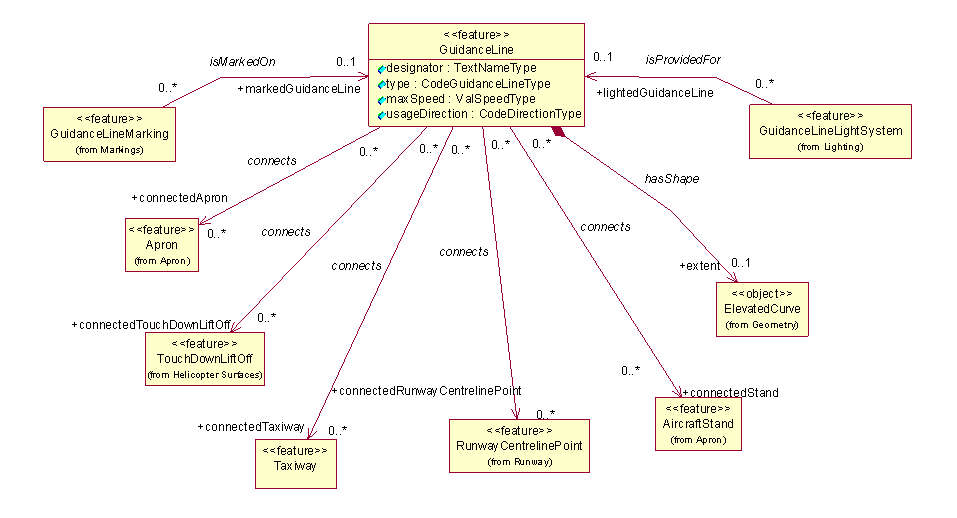 <<feature>>
GuidanceLine
designator : TextNameType
type : CodeGuidanceLineType
maxSpeed : ValSpeedType
usageDirection : CodeDirectionType
isMarkedOn
0..1
0..*
+markedGuidanceLine
0..1
isProvidedFor
0..*
+lightedGuidanceLine
<<feature>>
GuidanceLineMarking
(from Markings)
<<feature>>
GuidanceLineLightSystem
(from Lighting)
0..*
0..*
0..*
0..*
0..*
connects
+connectedApron
0..*
<<feature>>
Apron
(from Apron)
connects
+connectedTouchDownLiftOff
0..*
<<feature>>
TouchDownLiftOff
(from Helicopter Surfaces)
connects
+connectedTaxiway
0..*
<<feature>>
Taxiway
connects
+connectedRunwayCentrelinePoint
0..*
<<feature>>
RunwayCentrelinePoint
(from Runway)
connects
0..*
+connectedStand
<<feature>>
AircraftStand
(from Apron)
hasShape
+extent
0..1
<<object>>
ElevatedCurve
(from Geometry)